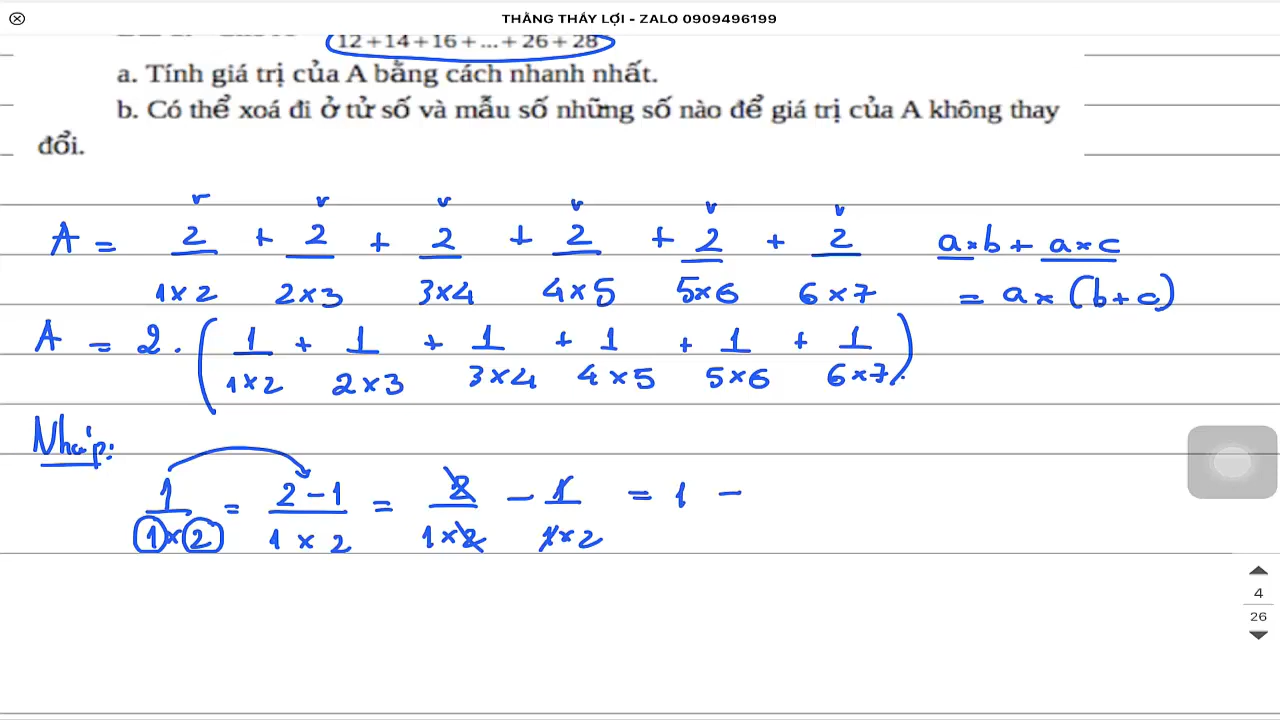 THẰNG THẦY LỢI - ZALO 0909496199
12 + 14 + 16 + ... + 26 + 28
a. Tính giá trị của A bằng cách nhanh nhất.
b. Có thể xoá đi ở tử số và mẫu số những số nào để giá trị của A không thay
đổi.
A = 2/(1×2) + 2/(2×3) + 2/(3×4) + 2/(4×5) + 2/(5×6) + 2/(6×7)
a×b + a×c
= a×(b+c)
A = 2 . (1/(1×2) + 1/(2×3) + 1/(3×4) + 1/(4×5) + 1/(5×6) + 1/(6×7))
Nháp:
1/(1×2) = (2-1)/(1×2) = 2/(1×2) - 1/(1×2) = 1 -
4
26